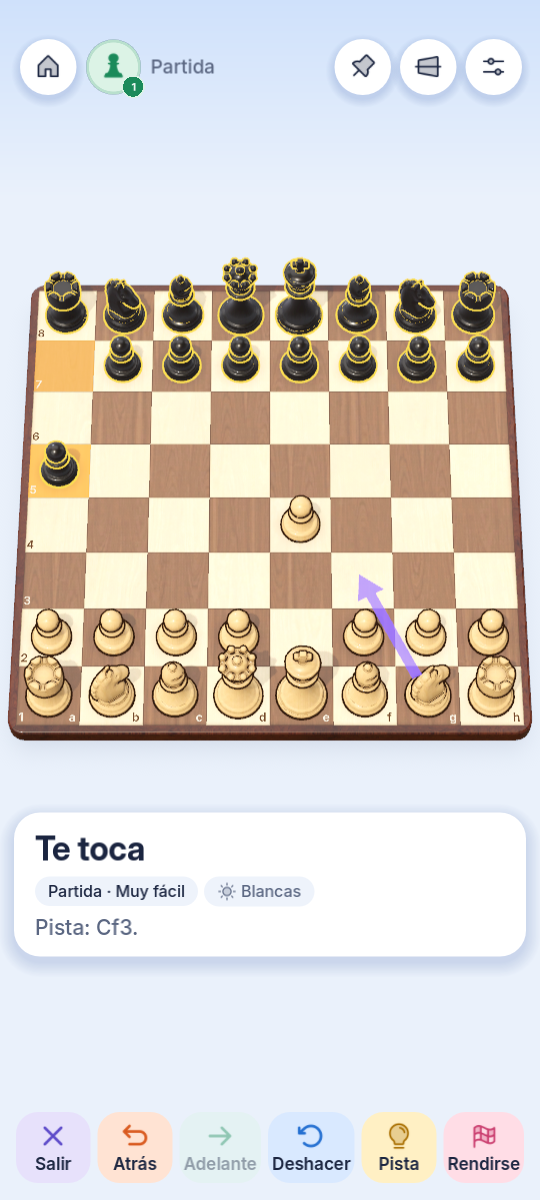 Partida
1
8
7
6
5
4
3
2
1 a b c d e f g h
Te toca
Partida · Muy fácil
Blancas
Pista: Cf3.
Salir
Atrás
Adelante
Deshacer
Pista
Rendirse